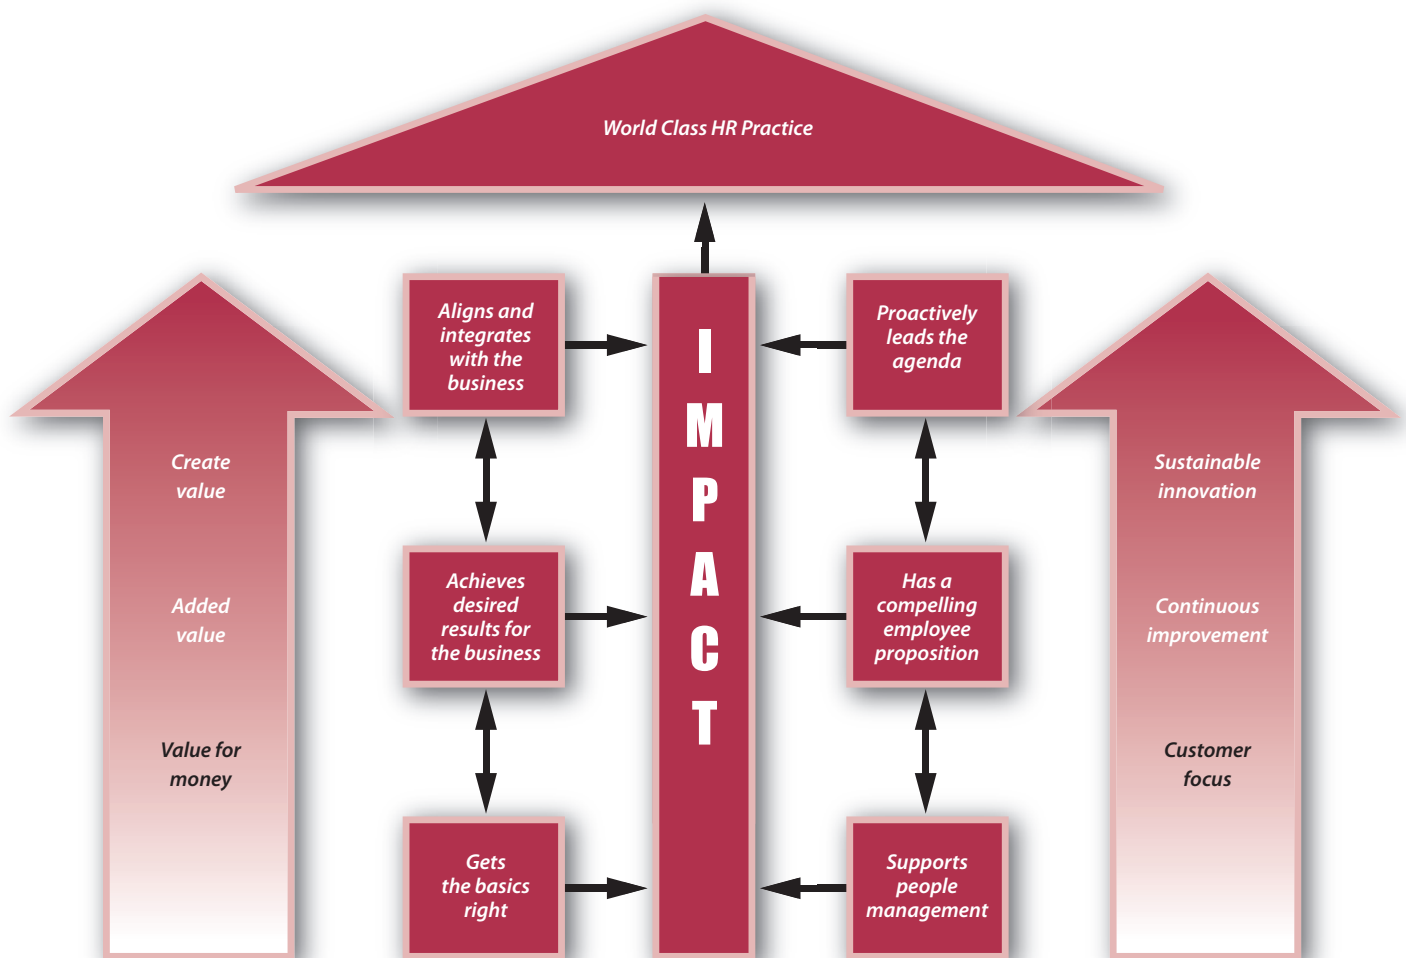 World Class HR Practice
Aligns and
integrates
with the
business
I
M
P
A
C
T
Proactively
leads the
agenda
Create
value
Sustainable
innovation
Achieves
desired
results for
the business
Has a
compelling
employee
proposition
Added
value
Continuous
improvement
Value for
money
Customer
focus
Gets
the basics
right
Supports
people
management